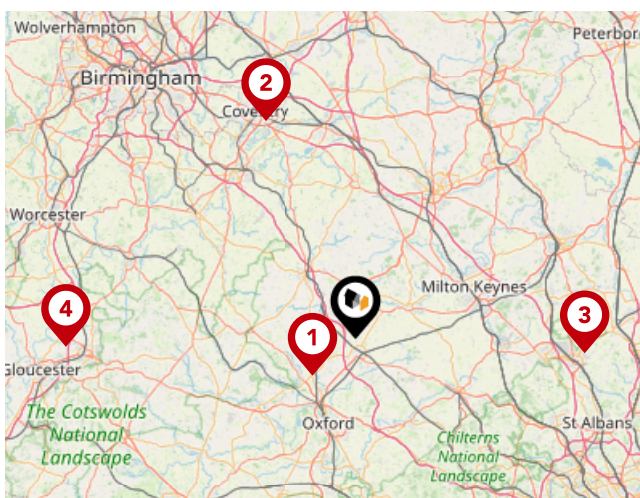 Wolverhampton
Peterbor
Birmingham
2
Coventry
Worcester
Milton Keynes
4
1
3
Gloucester
The Cotswolds
National
Landscape
Oxford
St Albans
Chilterns
National
Landscape